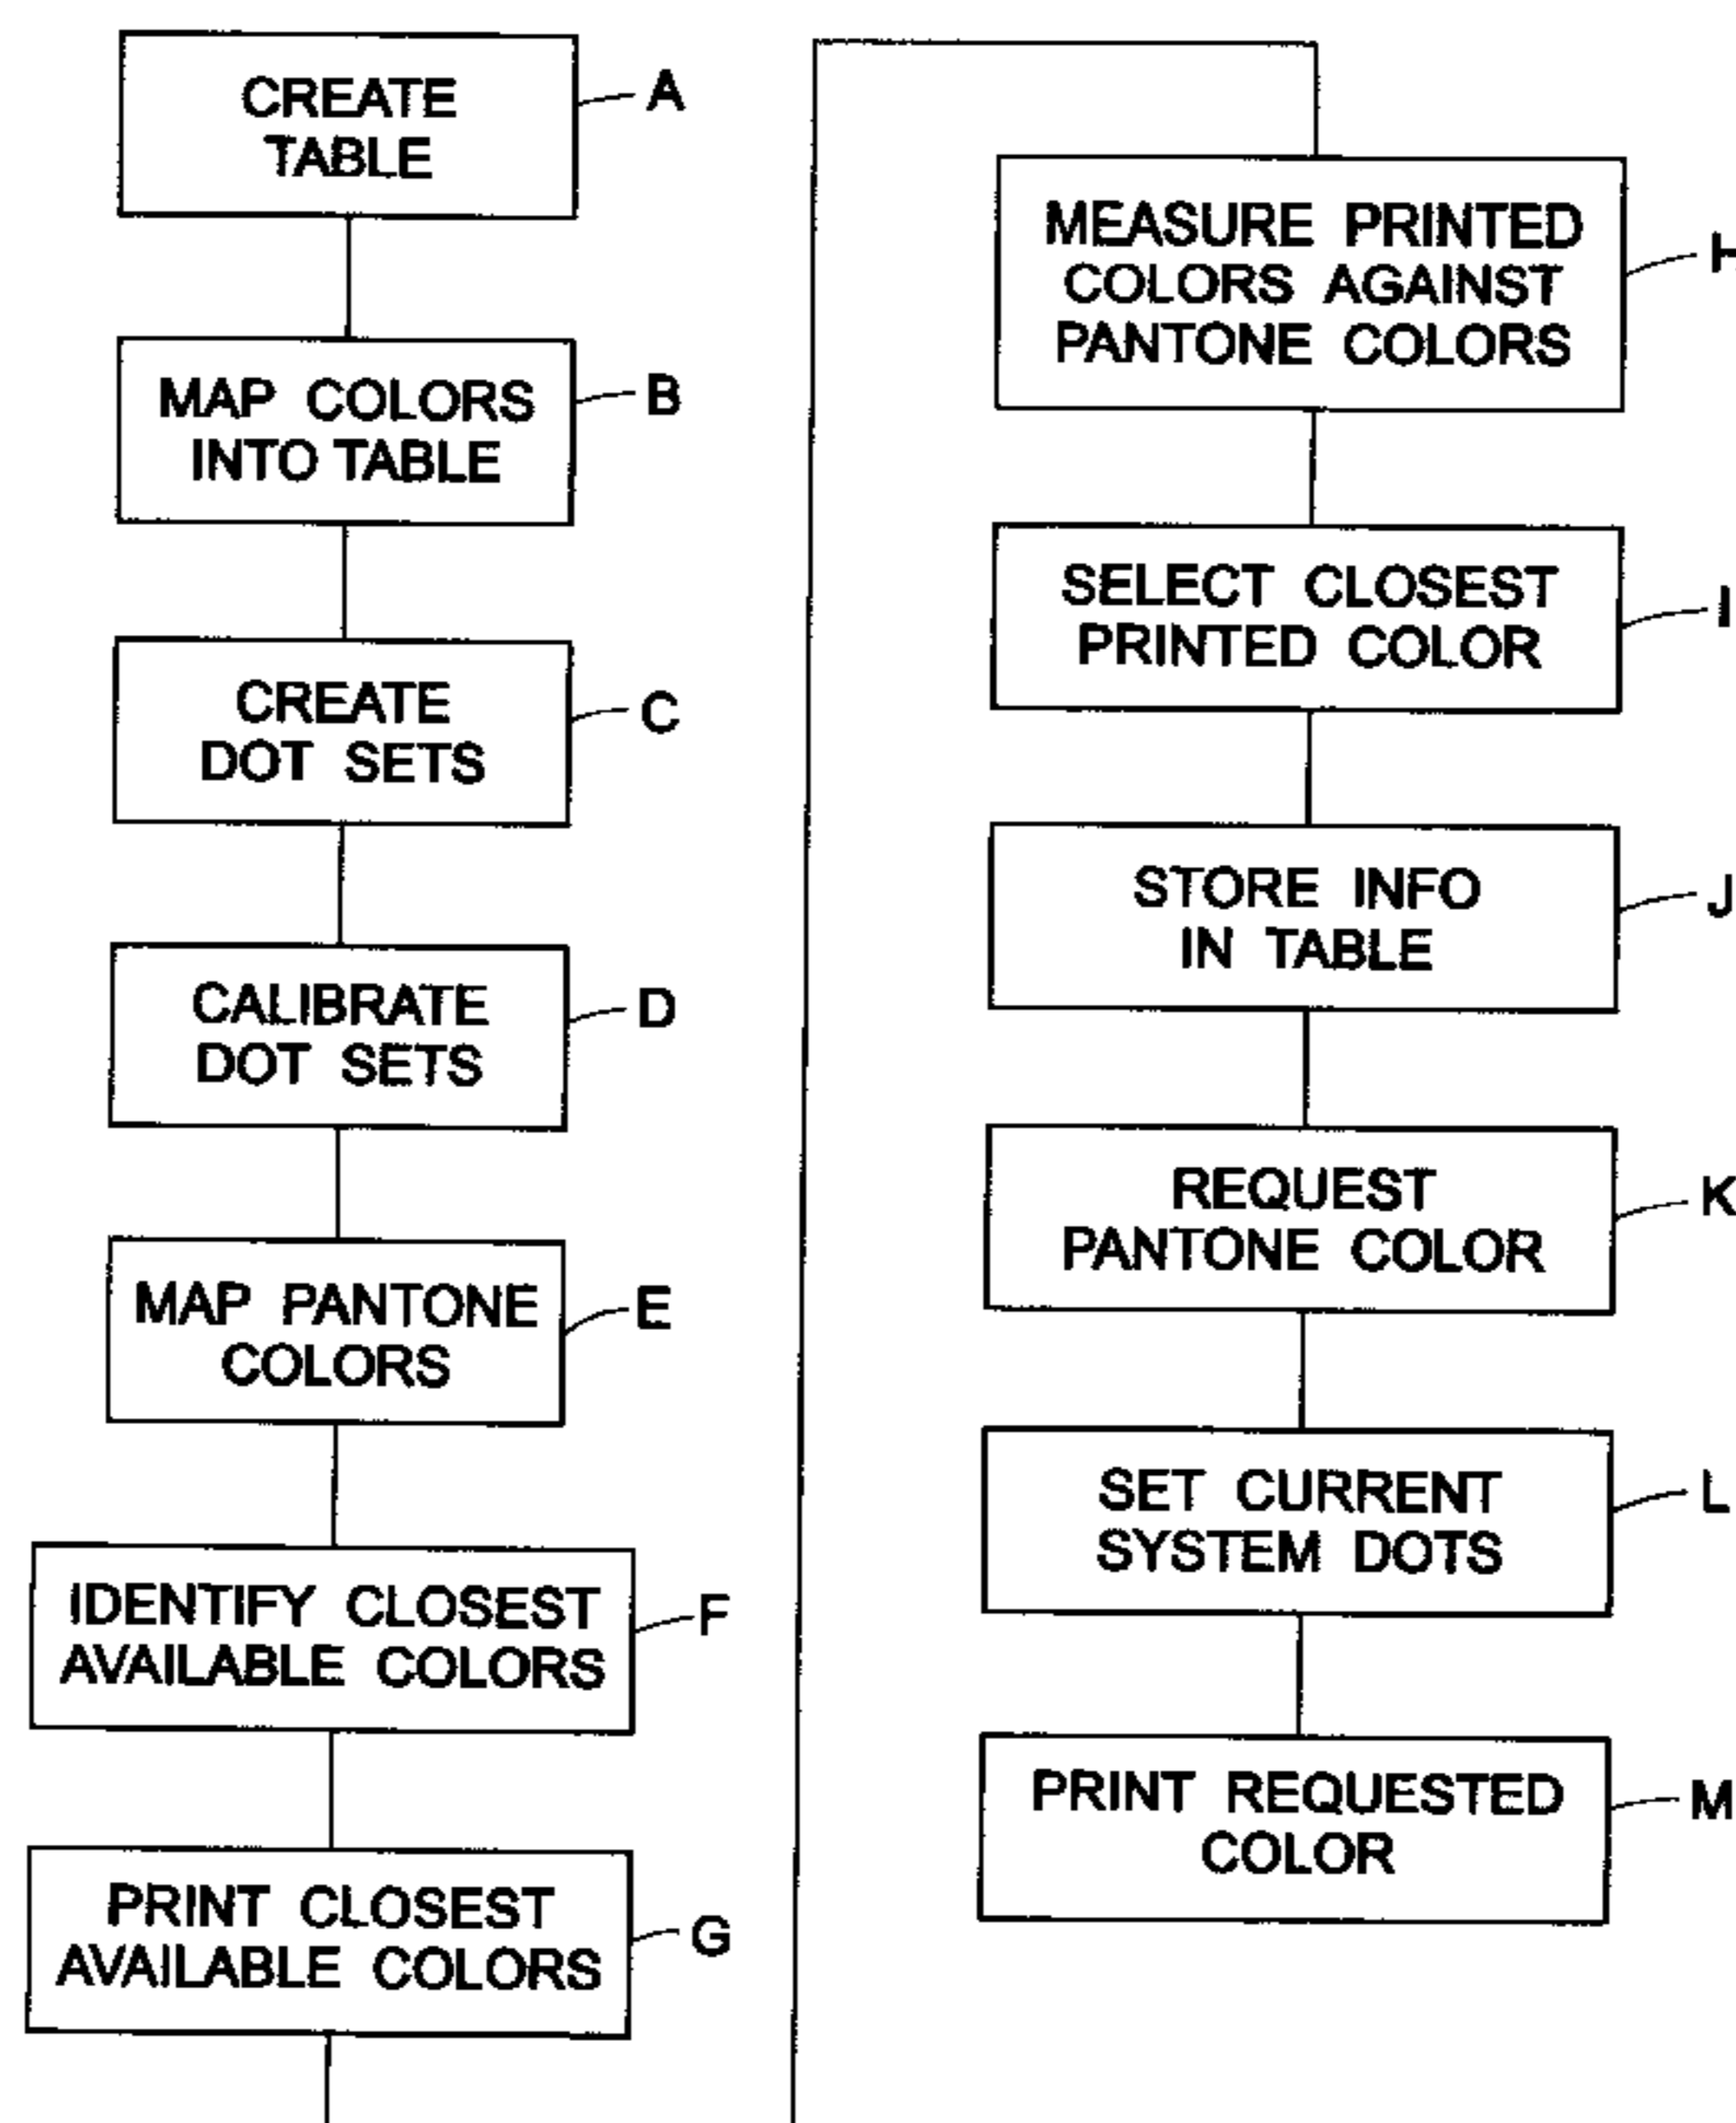 CREATE
TABLE
A
MAP COLORS
INTO TABLE
B
CREATE
DOT SETS
C
CALIBRATE
DOT SETS
D
MAP PANTONE
COLORS
E
IDENTIFY CLOSEST
AVAILABLE COLORS
F
PRINT CLOSEST
AVAILABLE COLORS
G
MEASURE PRINTED
COLORS AGAINST
PANTONE COLORS
H
SELECT CLOSEST
PRINTED COLOR
I
STORE INFO
IN TABLE
J
REQUEST
PANTONE COLOR
K
SET CURRENT
SYSTEM DOTS
L
PRINT REQUESTED
COLOR
M